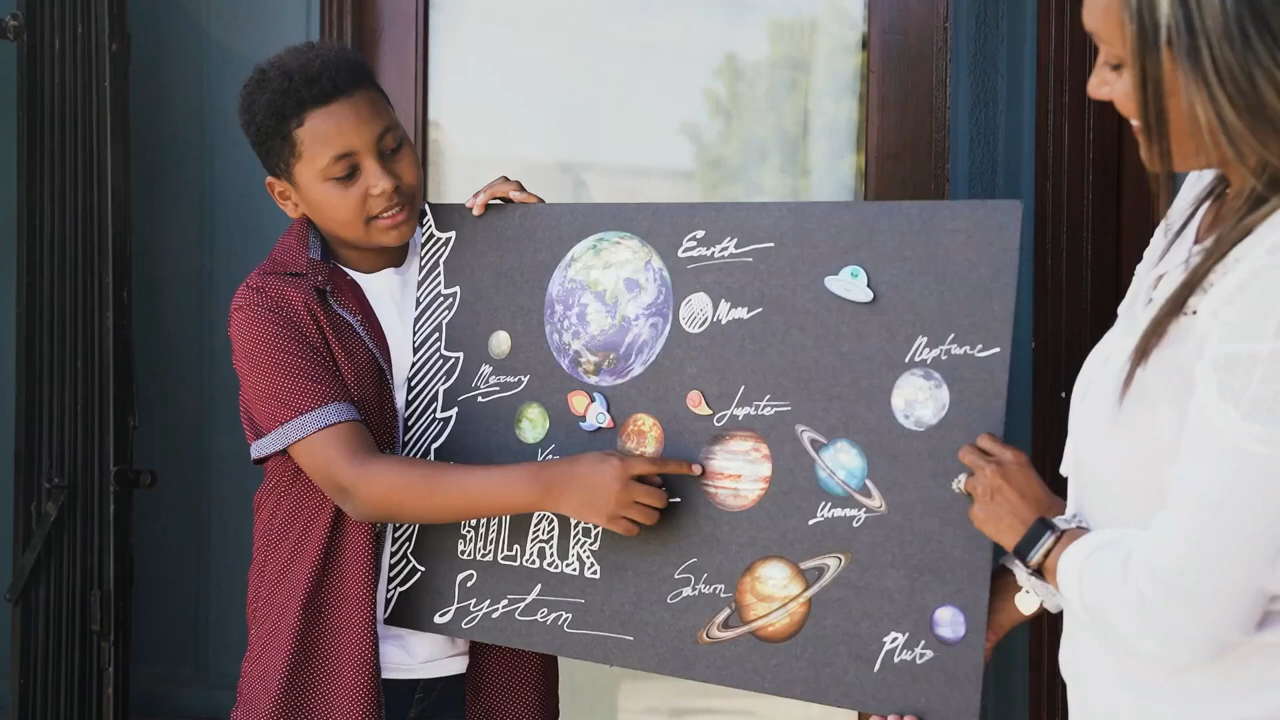 Earth
Moon
Neptune
Mercury
Jupiter
Uranus
SOLAR
System
Saturn
Pluto